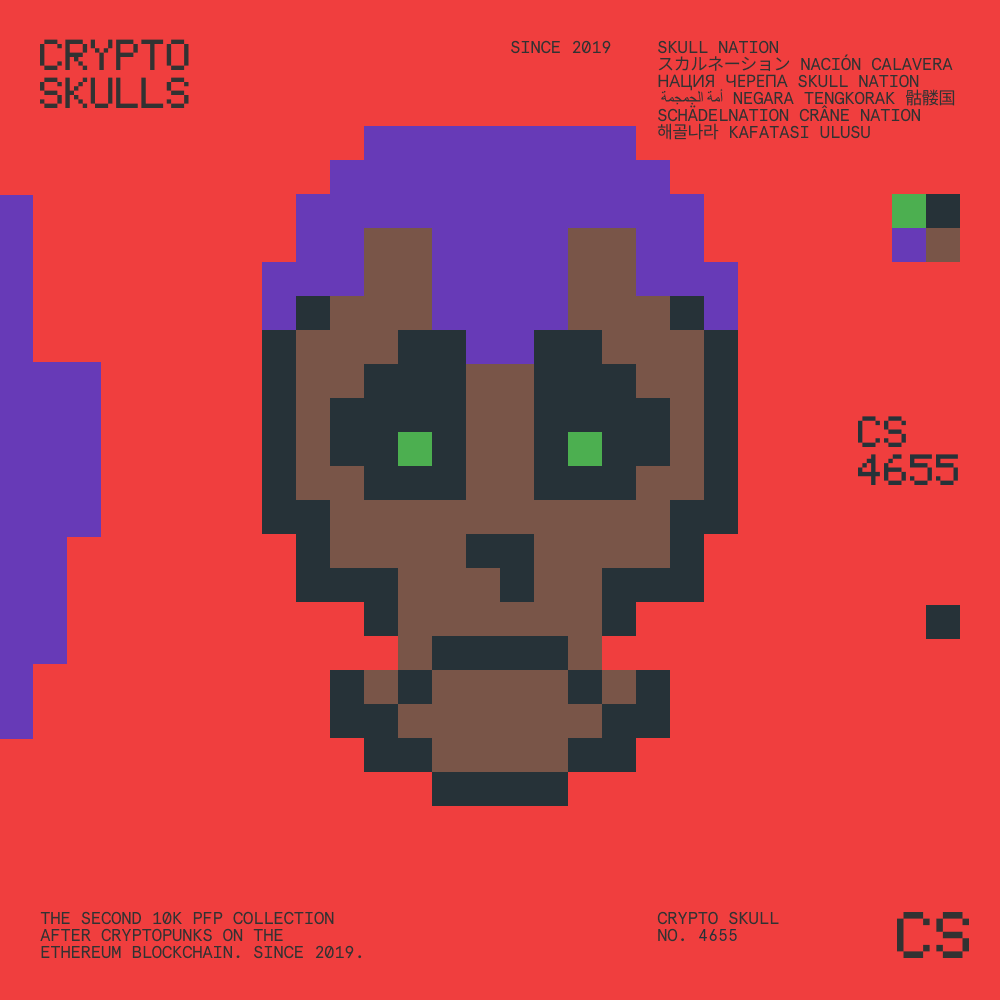 CRYPTO
SKULLS
SINCE 2019
SKULL NATION
スカルネーション NACIÓN CALAVERA
НАЦИЯ ЧЕРЕПА SKULL NATION
أمة الجمجمة NEGARA TENGKORAK 骷髅国
SCHÄDELNATION CRÂNE NATION
해골나라 KAFATASI ULUSU
CS
4655
THE SECOND 10K PFP COLLECTION
AFTER CRYPTOPUNKS ON THE
ETHEREUM BLOCKCHAIN. SINCE 2019.
CRYPTO SKULL
NO. 4655
CS